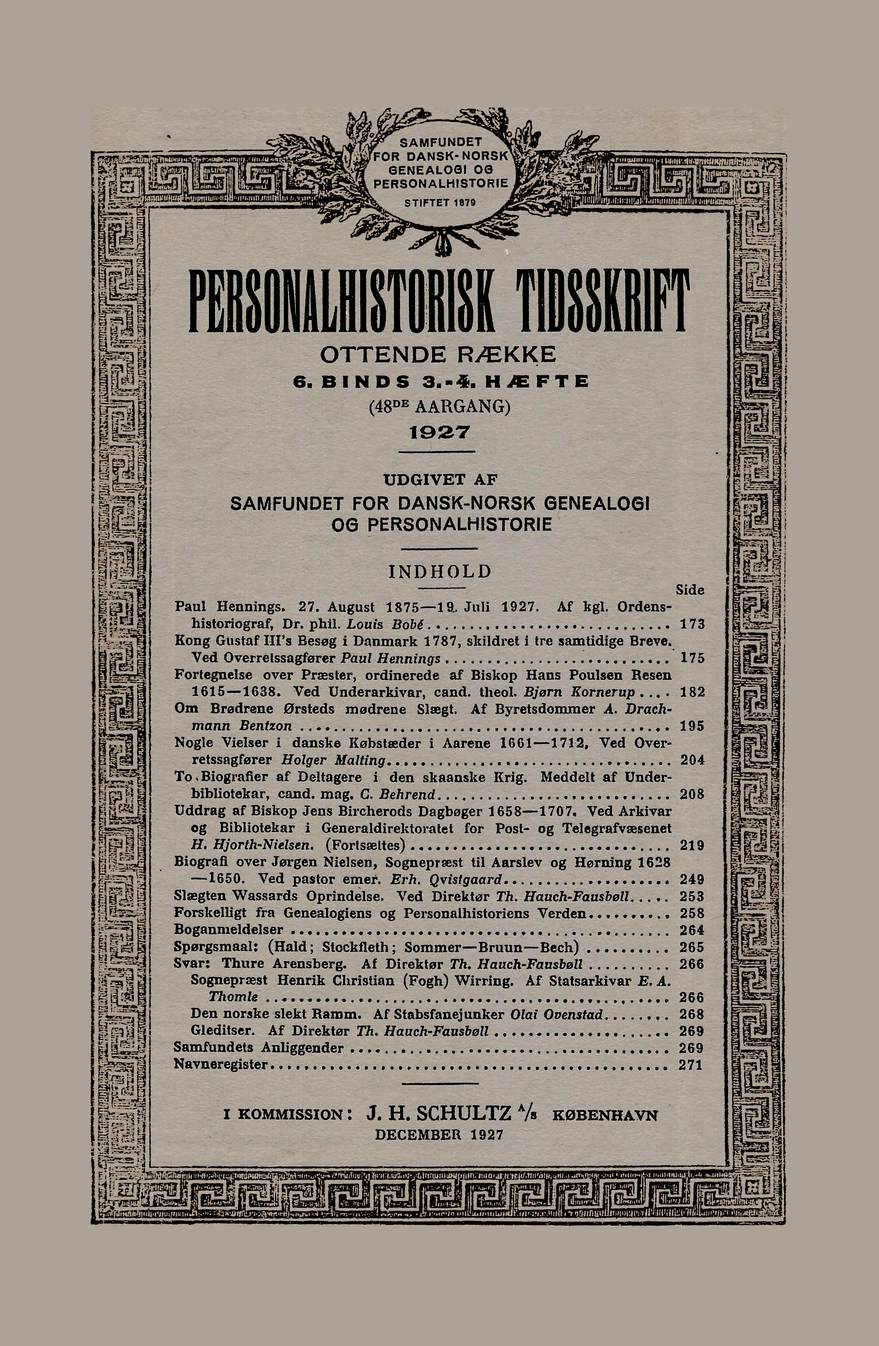 SAMFUNDET
FOR DANSK-NORSK
GENEALOGI OG
PERSONALHISTORIE
STIFTET 1879
PERSONALHISTORISK TIDSSKRIFT
OTTENDE RÆKKE
6. BINDS 3.-4. HÆFTE
(48DE AARGANG)
1927
UDGIVET AF
SAMFUNDET FOR DANSK-NORSK GENEALOGI
OG PERSONALHISTORIE
INDHOLD
Side
Paul Hennings. 27. August 1875—19. Juli 1927. Af kgl. Ordens-
historiograf, Dr. phil. Louis Bobé ............................ 173
Kong Gustaf III's Besøg i Danmark 1787, skildret i tre samtidige Breve.
Ved Overretssagfører Paul Hennings .......................... 175
Fortegnelse over Præster, ordinerede af Biskop Hans Poulsen Resen
1615—1638. Ved Underarkivar, cand. theol. Bjørn Kornerup .... 182
Om Brødrene Ørsteds mødrene Slægt. Af Byretsdommer A. Drach-
mann Bentzon ............................................ 195
Nogle Vielser i danske Købstæder i Aarene 1661—1712. Ved Over-
retssagfører Holger Malting.................................. 204
To Biografier af Deltagere i den skaanske Krig. Meddelt af Under-
bibliotekar, cand. mag. C. Behrend............................ 208
Uddrag af Biskop Jens Bircherods Dagbøger 1658—1707. Ved Arkivar
og Bibliotekar i Generaldirektoratet for Post- og Telegrafvæsenet
H. Hjorth-Nielsen. (Fortsættes) ............................... 219
Biografi over Jørgen Nielsen, Sognepræst til Aarslev og Hørning 1628
—1650. Ved pastor emer. Erh. Qvistgaard.................... 249
Slægten Wassards Oprindelse. Ved Direktør Th. Hauch-Fausbøll..... 253
Forskelligt fra Genealogiens og Personalhistoriens Verden.......... 258
Boganmeldelser ............................................. 264
Spørgsmaal: (Hald; Stockfleth; Sommer—Bruun—Bech) .......... 265
Svar: Thure Arensberg. Af Direktør Th. Hauch-Fausbøll .......... 266
Sognepræst Henrik Christian (Fogh) Wirring. Af Statsarkivar E. A.
Thomle ................................................ 266
Den norske slekt Ramm. Af Stabsfanejunker Olai Ovenstad........ 268
Gleditser. Af Direktør Th. Hauch-Fausbøll ..................... 269
Samfundets Anliggender ...................................... 269
Navneregister............................................... 271
I KOMMISSION: J. H. SCHULTZ A/S KØBENHAVN
DECEMBER 1927